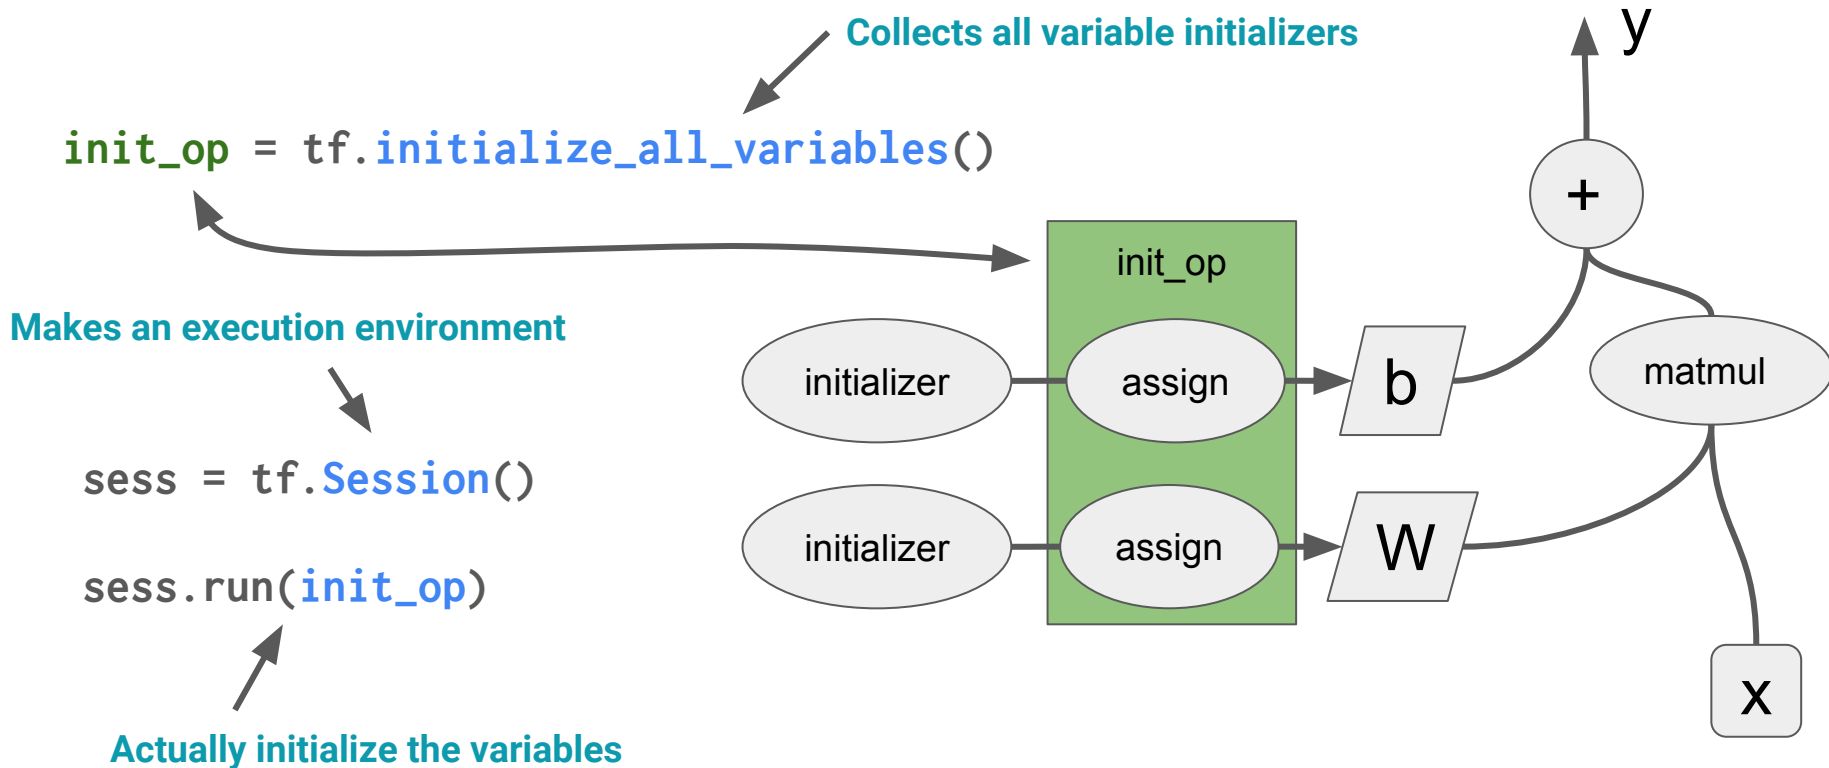 Collects all variable initializers
y
init_op = tf.initialize_all_variables()
+
init_op
Makes an execution environment
initializer
assign
b
matmul
sess = tf.Session()
initializer
assign
W
sess.run(init_op)
x
Actually initialize the variables